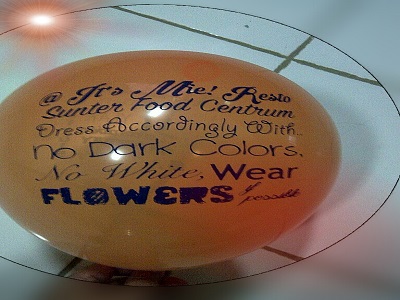 @ It's Mie! Resto
Sunter Food Centrum
Dress Accordingly With..
no Dark Colors.
No White, Wear
FLOWERS if possible